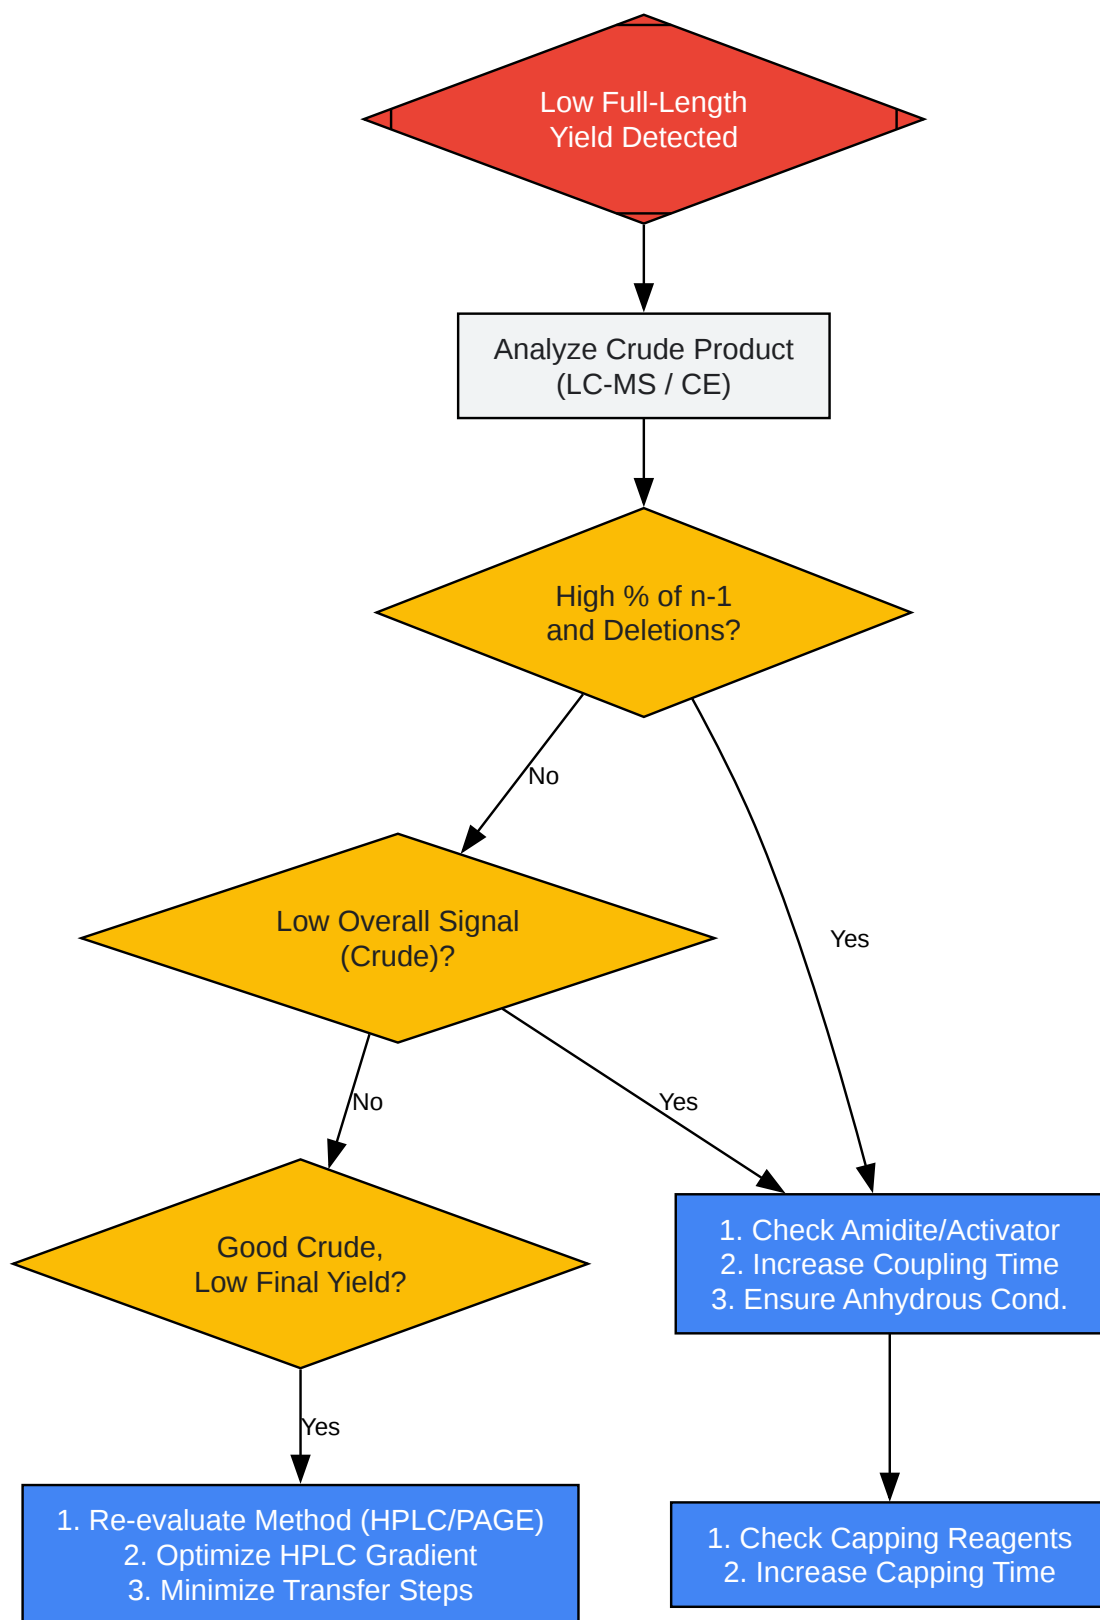 Low Full-Length
Yield Detected
Analyze Crude Product
(LC-MS / CE)
High % of n-1
and Deletions?
No
Yes
Low Overall Signal
(Crude)?
No
Yes
Good Crude,
Low Final Yield?
1. Check Amidite/Activator
2. Increase Coupling Time
3. Ensure Anhydrous Cond.
Yes
1. Re-evaluate Method (HPLC/PAGE)
2. Optimize HPLC Gradient
3. Minimize Transfer Steps
1. Check Capping Reagents
2. Increase Capping Time